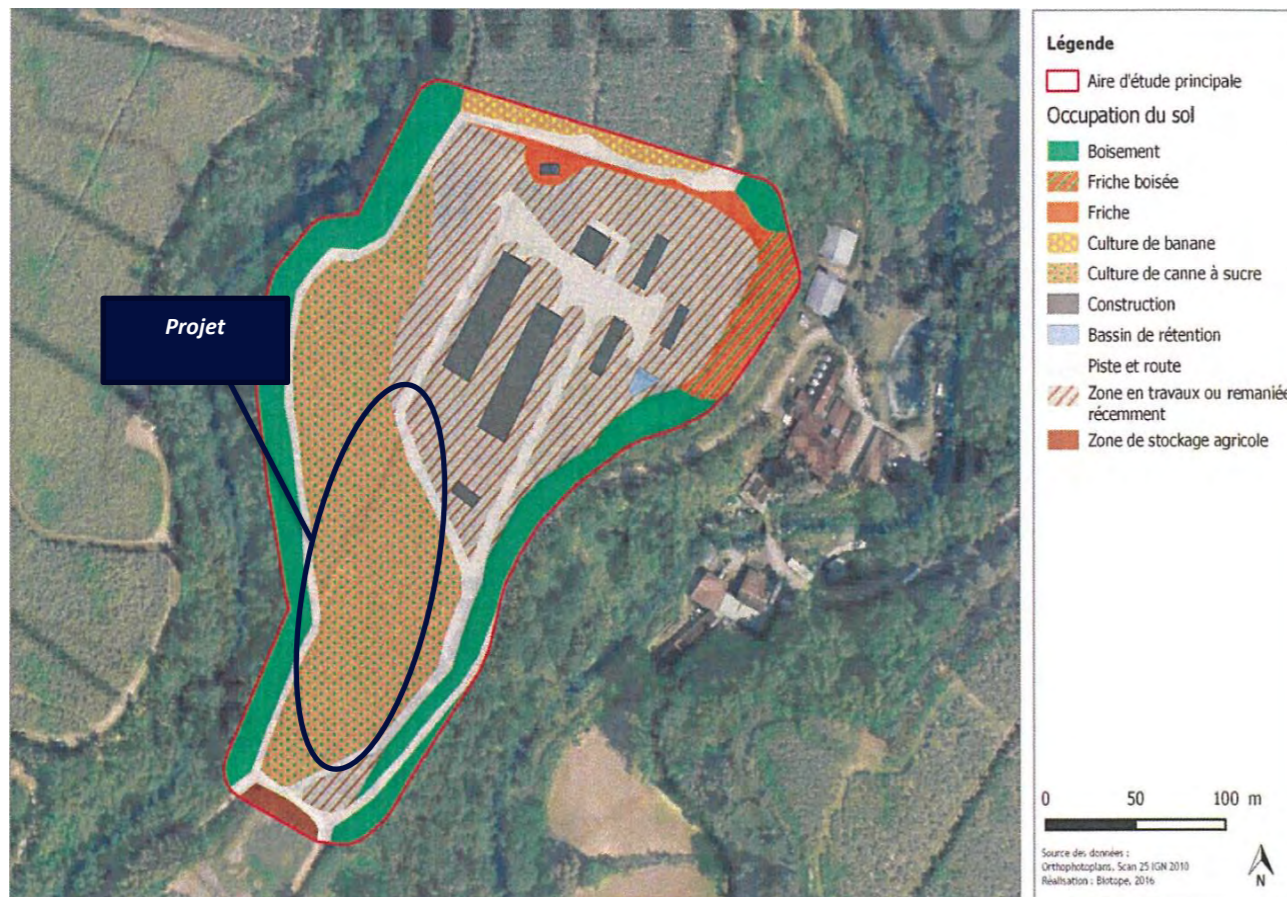 Projet
Légende
Aire d'étude principale
Occupation du sol
Boisement
Friche boisée
Friche
Culture de banane
Culture de canne à sucre
Construction
Bassin de rétention
Piste et route
Zone en travaux ou remaniée
récemment
Zone de stockage agricole
0 50 100 m
Source des données :
Orthophotoplans, Scan 25 IGN 2010
Réalisation : Biotope, 2016
N